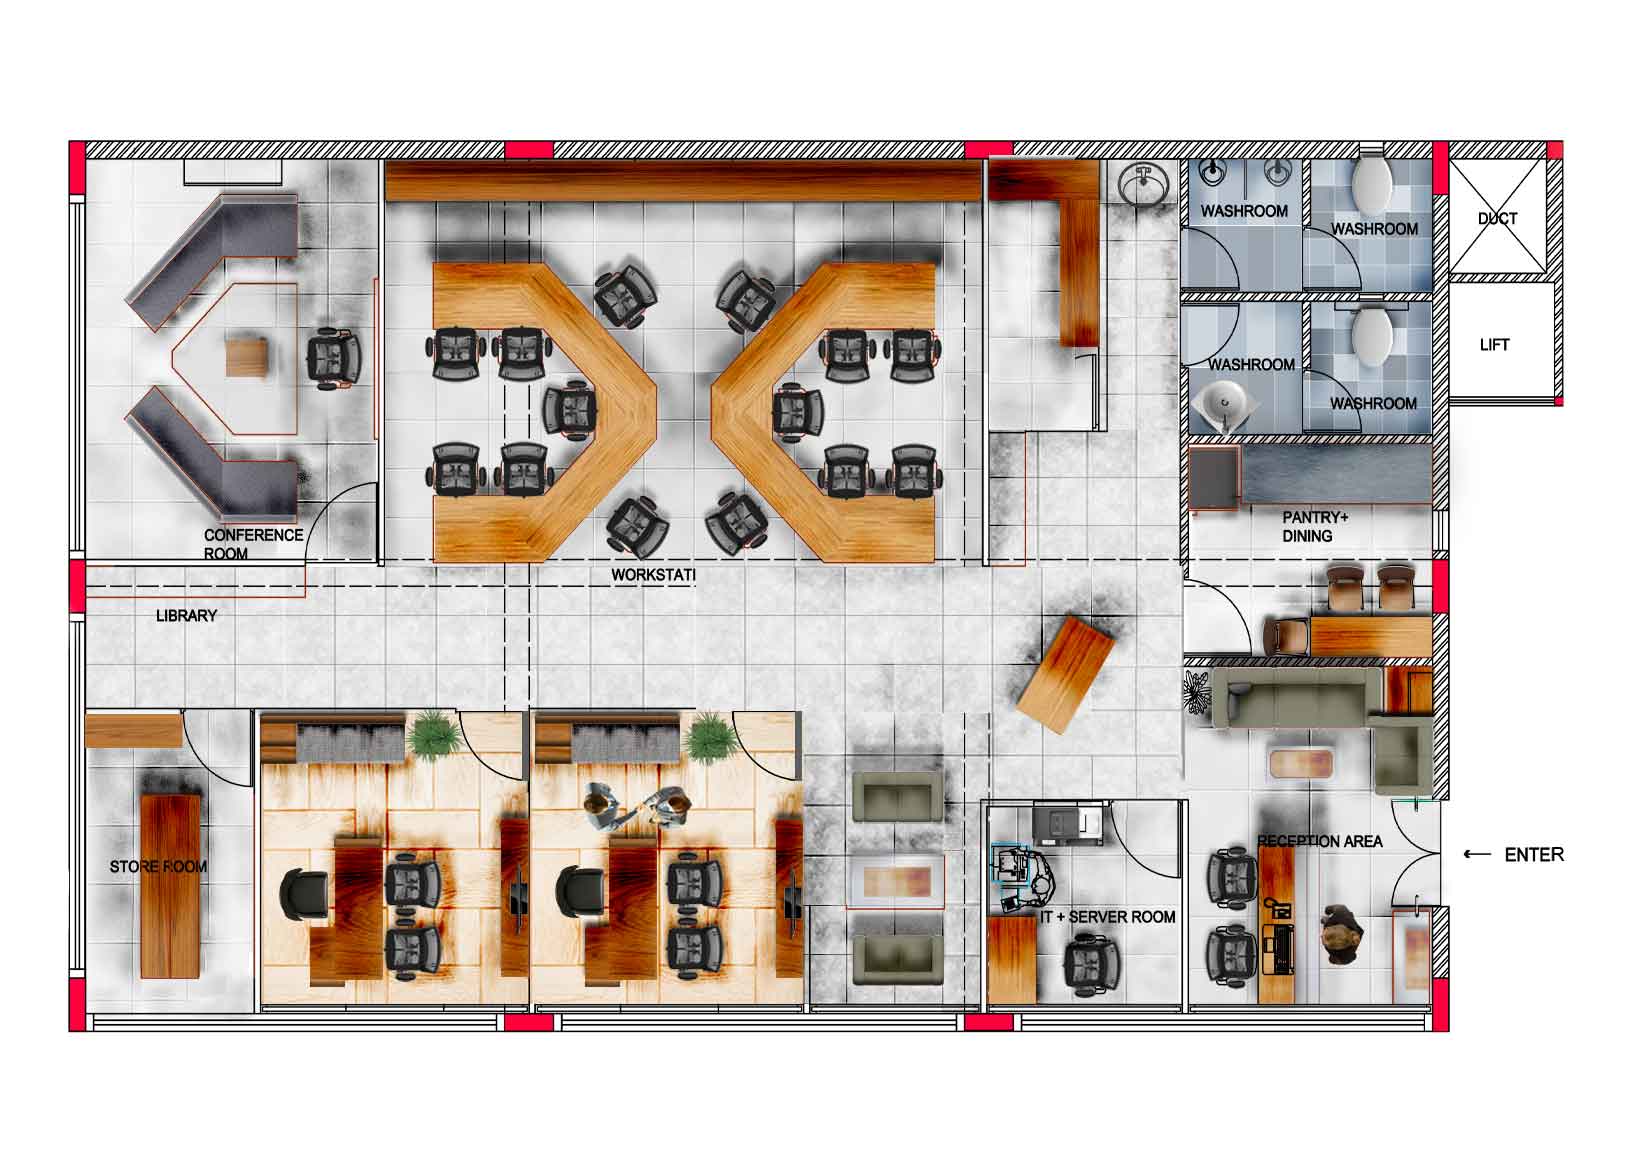 WASHROOM
WASHROOM
DUCT
WASHROOM
WASHROOM
LIFT
CONFERENCE
ROOM
PANTRY+
DINING
WORKSTATI
LIBRARY
STORE ROOM
RECEPTION AREA
← ENTER
IT + SERVER ROOM